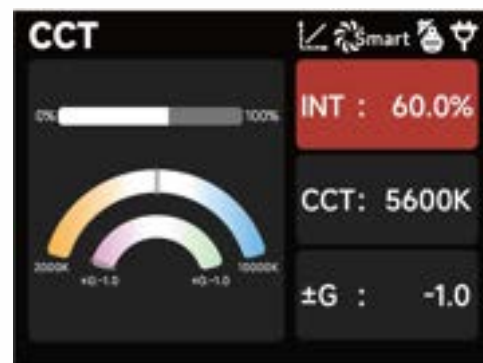 CCT
Smart
0% 100%
2000K 10000K
+G:-1.0 +G:-1.0
INT : 60.0%
CCT: 5600K
±G : -1.0